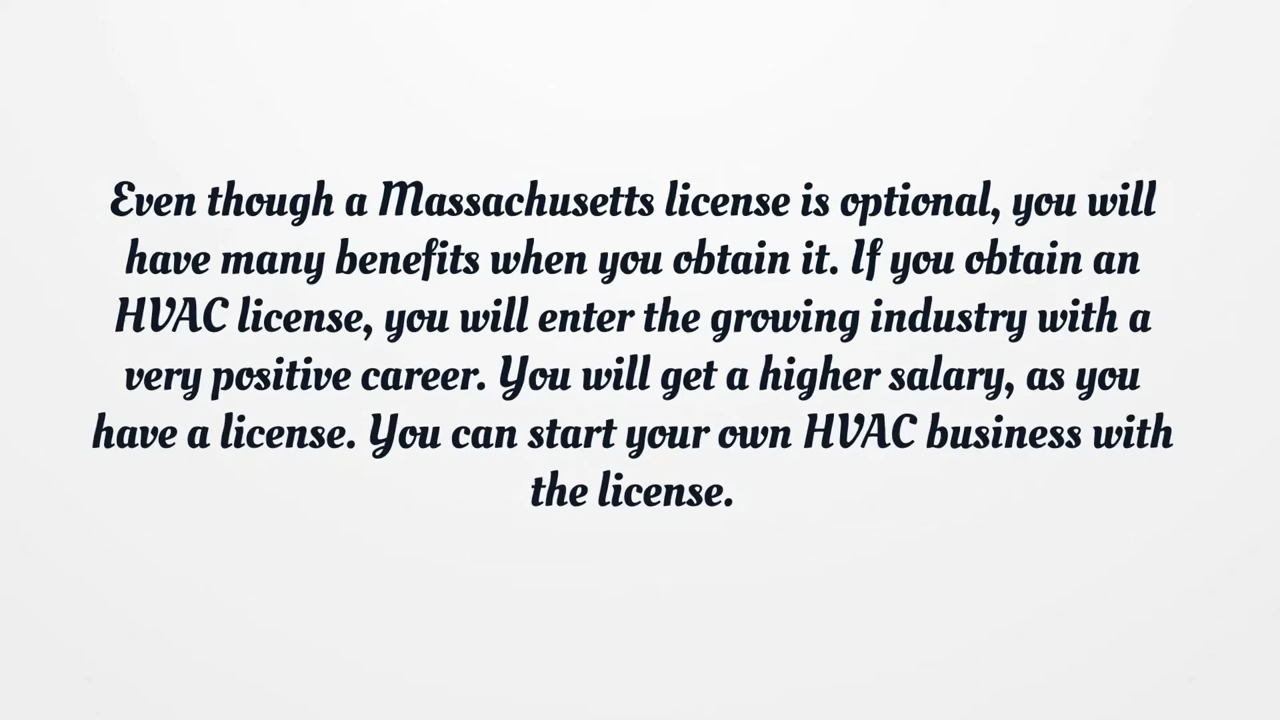 Even though a Massachusetts license is optional, you will
have many benefits when you obtain it. If you obtain an
HVAC license, you will enter the growing industry with a
very positive career. You will get a higher salary, as you
have a license. You can start your own HVAC business with
the license.